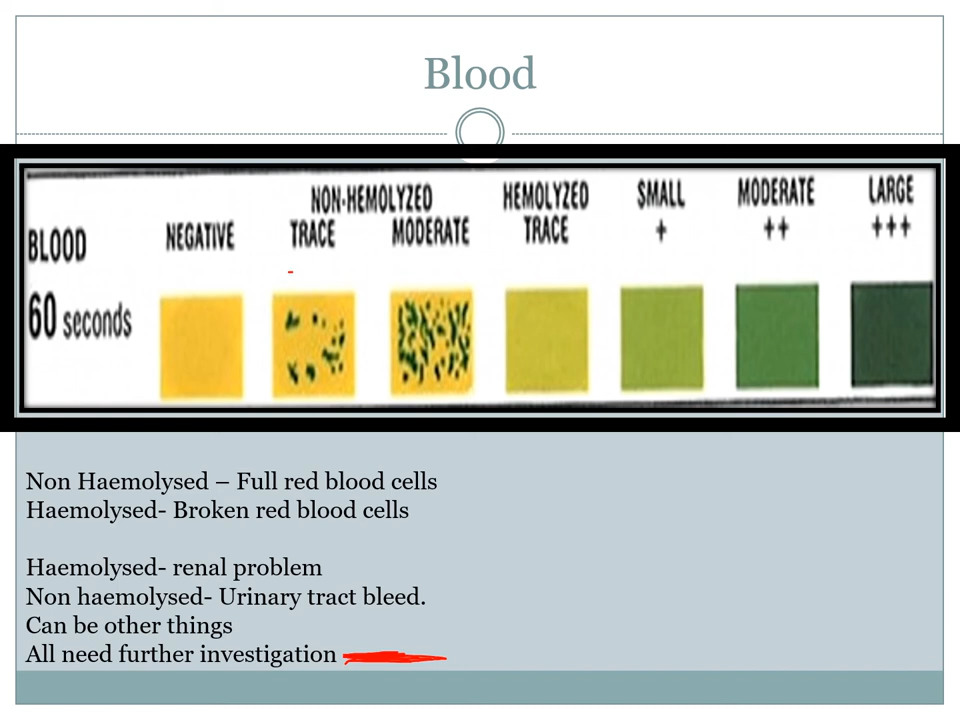 Blood
NON-HEMOLYZED HEMOLYZED SMALL MODERATE LARGE
BLOOD NEGATIVE TRACE MODERATE TRACE + ++ +++
60 seconds
Non Haemolysed – Full red blood cells
Haemolysed- Broken red blood cells
Haemolysed- renal problem
Non haemolysed- Urinary tract bleed.
Can be other things
All need further investigation